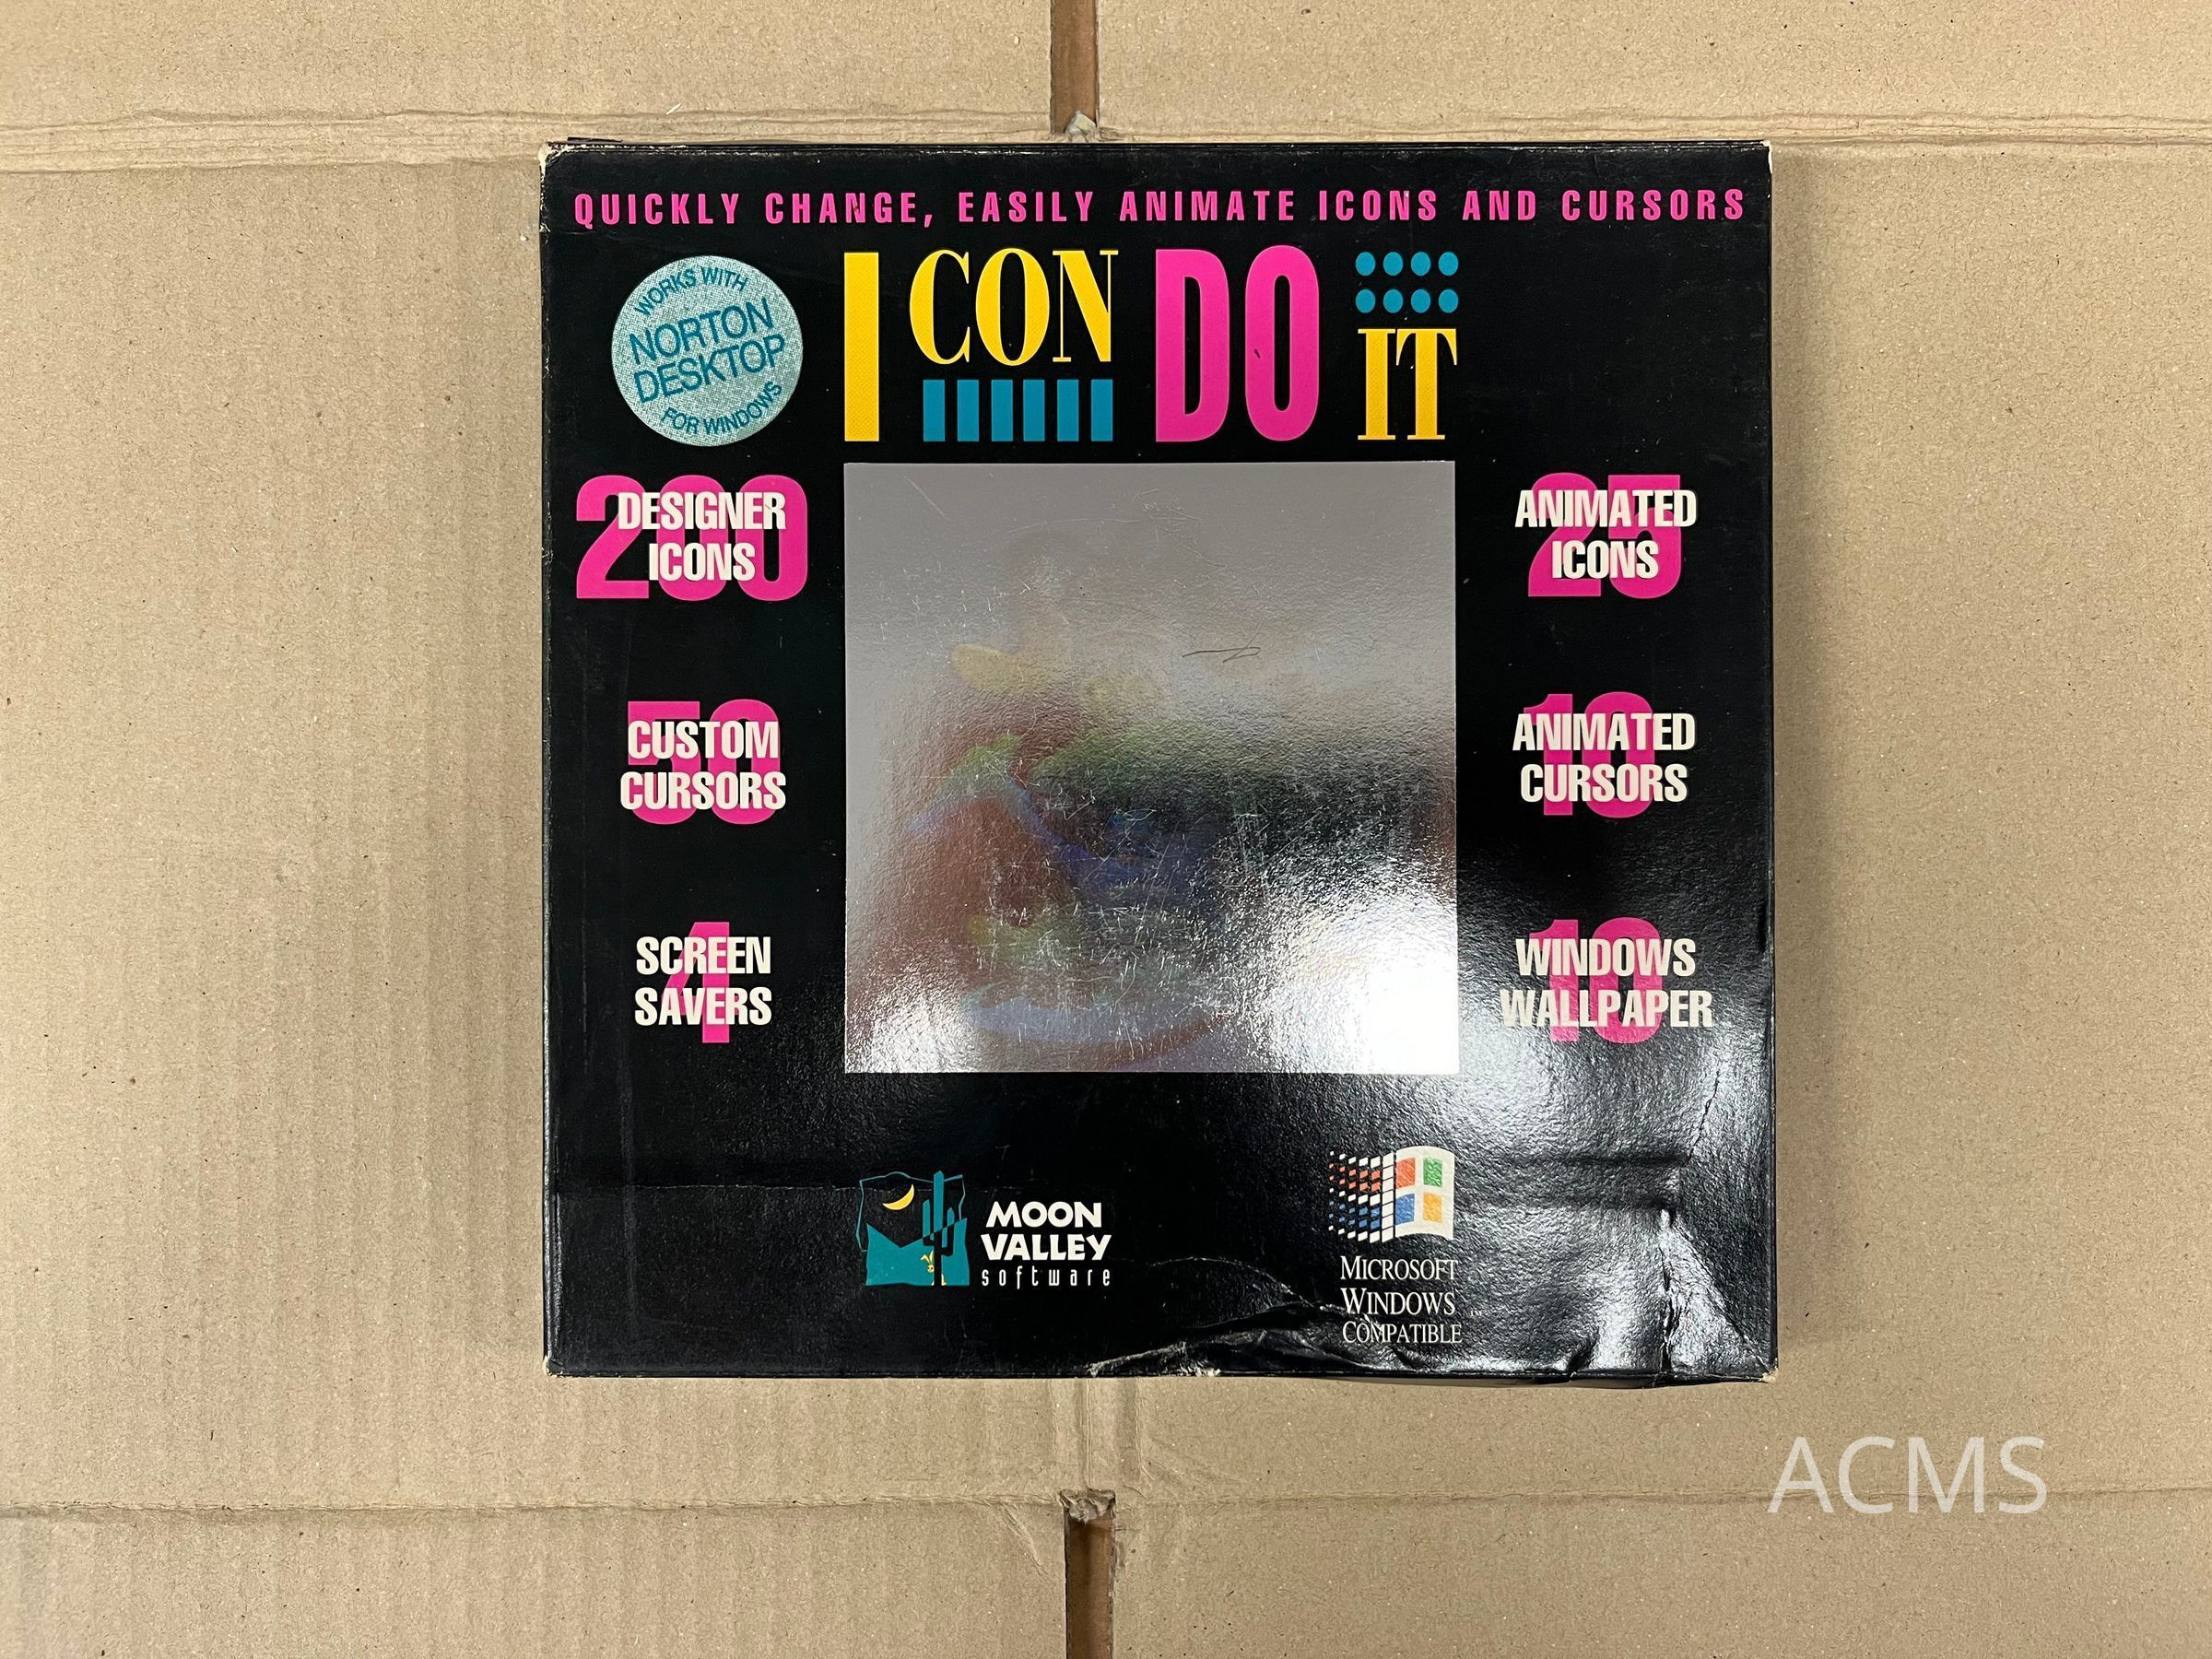 QUICKLY CHANGE, EASILY ANIMATE ICONS AND CURSORS
WORKS WITH
NORTON
DESKTOP
FOR WINDOWS
I CON DO IT
200
DESIGNER
ICONS
25
ANIMATED
ICONS
50
CUSTOM
CURSORS
10
ANIMATED
CURSORS
4
SCREEN
SAVERS
10
WINDOWS
WALLPAPER
MOON
VALLEY
software
MICROSOFT
WINDOWS™
COMPATIBLE
ACMS